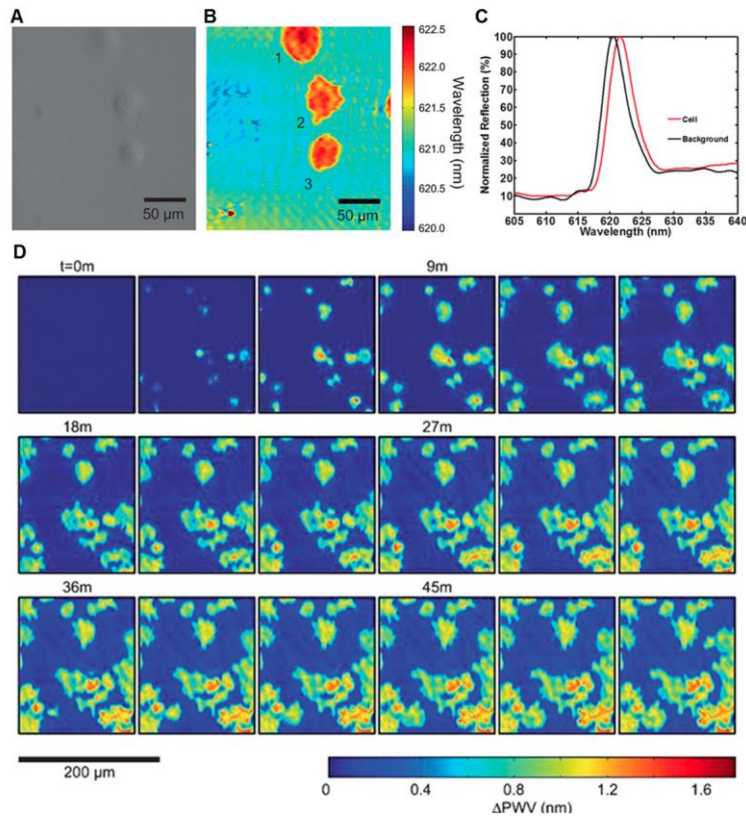 A
50 µm
B
1
2
3
50 µm
622.5
622.0
621.5
621.0
620.5
620.0
Wavelength (nm)
C
Normalized Reflection (%)
100
90
80
70
60
50
40
30
20
10
Cell
Background
605 610 615 620 625 630 635 640
Wavelength (nm)
D
t=0m 9m
18m 27m
36m 45m
200 µm
0 0.4 0.8 1.2 1.6
ΔPWV (nm)